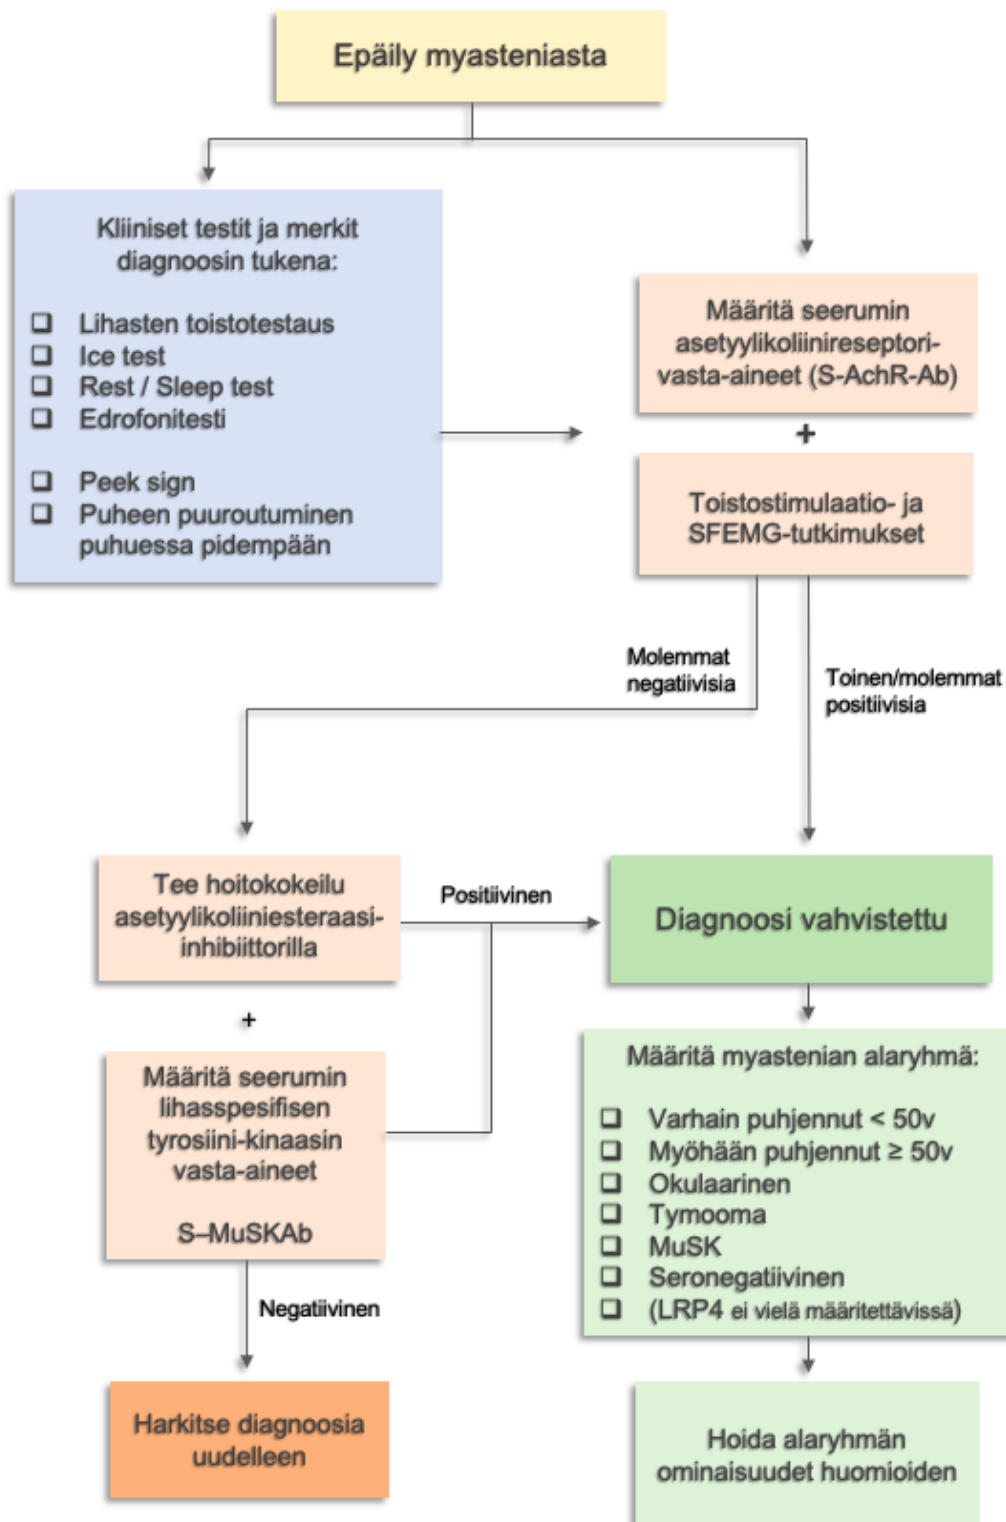 Epäily myasteniasta
Kliiniset testit ja merkit
diagnoosin tukena:
❑ Lihasten toistotestaus
❑ Ice test
❑ Rest / Sleep test
❑ Edrofonitesti
❑ Peek sign
❑ Puheen puuroutuminen
puhuessa pidempään
Määritä seerumin
asetyylikoliinireseptori-
vasta-aineet (S-AchR-Ab)
+
Toistostimulaatio- ja
SFEMG-tutkimukset
Molemmat
negatiivisia
Toinen/molemmat
positiivisia
Tee hoitokokeilu
asetyylikoliiniesteraasi-
inhibiittorilla
Positiivinen
Diagnoosi vahvistettu
+
Määritä seerumin
lihasspesifisen
tyrosiini-kinaasin
vasta-aineet
S–MuSKAb
Negatiivinen
Harkitse diagnoosia
uudelleen
Määritä myastenian alaryhmä:
❑ Varhain puhjennut < 50v
❑ Myöhään puhjennut ≥ 50v
❑ Okulaarinen
❑ Tymooma
❑ MuSK
❑ Seronegatiivinen
❑ (LRP4 ei vielä määritettävissä)
Hoida alaryhmän
ominaisuudet huomioiden